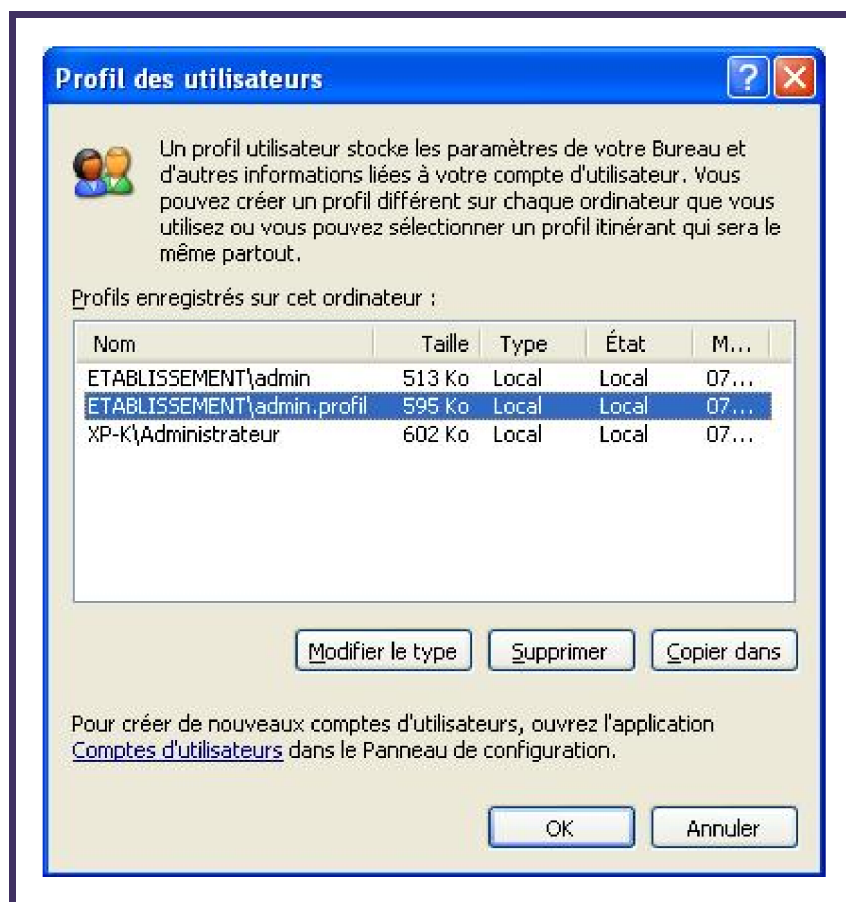 Profil des utilisateurs
Un profil utilisateur stocke les paramètres de votre Bureau et
d'autres informations liées à votre compte d'utilisateur. Vous
pouvez créer un profil différent sur chaque ordinateur que vous
utilisez ou vous pouvez sélectionner un profil itinérant qui sera le
même partout.
Profils enregistrés sur cet ordinateur :
Nom Taille Type État M...
ETABLISSEMENT\admin 513 Ko Local Local 07...
ETABLISSEMENT\admin.profil 595 Ko Local Local 07...
XP-K\Administrateur 602 Ko Local Local 07...
Modifier le type Supprimer Copier dans
Pour créer de nouveaux comptes d'utilisateurs, ouvrez l'application
Comptes d'utilisateurs dans le Panneau de configuration.
OK Annuler